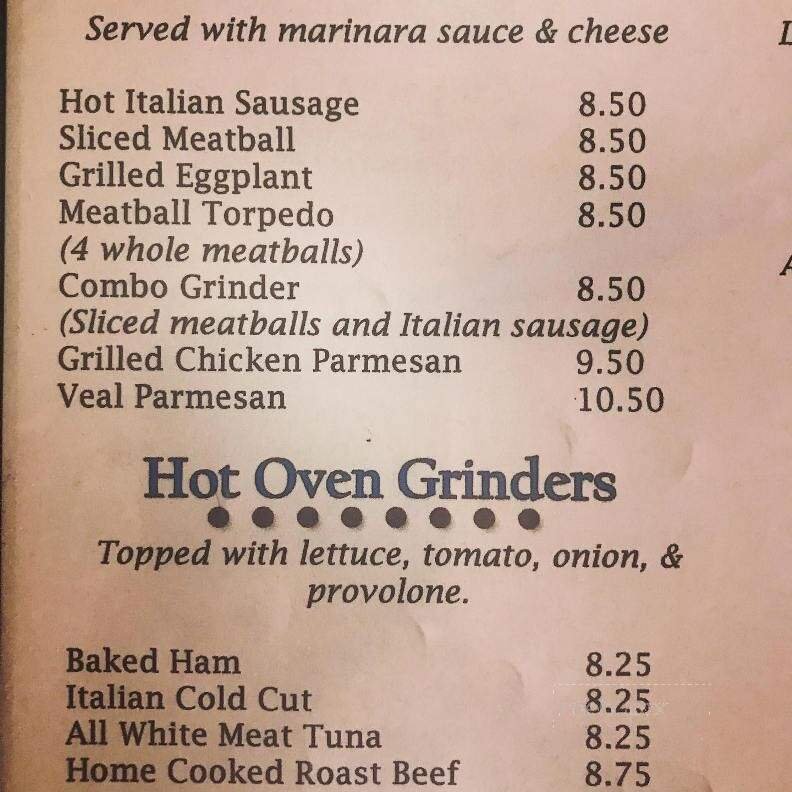 Served with marinara sauce & cheese
Hot Italian Sausage 8.50
Sliced Meatball 8.50
Grilled Eggplant 8.50
Meatball Torpedo 8.50
(4 whole meatballs)
Combo Grinder 8.50
(Sliced meatballs and Italian sausage)
Grilled Chicken Parmesan 9.50
Veal Parmesan 10.50
Hot Oven Grinders
Topped with lettuce, tomato, onion, &
provolone.
Baked Ham 8.25
Italian Cold Cut 8.25
All White Meat Tuna 8.25
Home Cooked Roast Beef 8.75